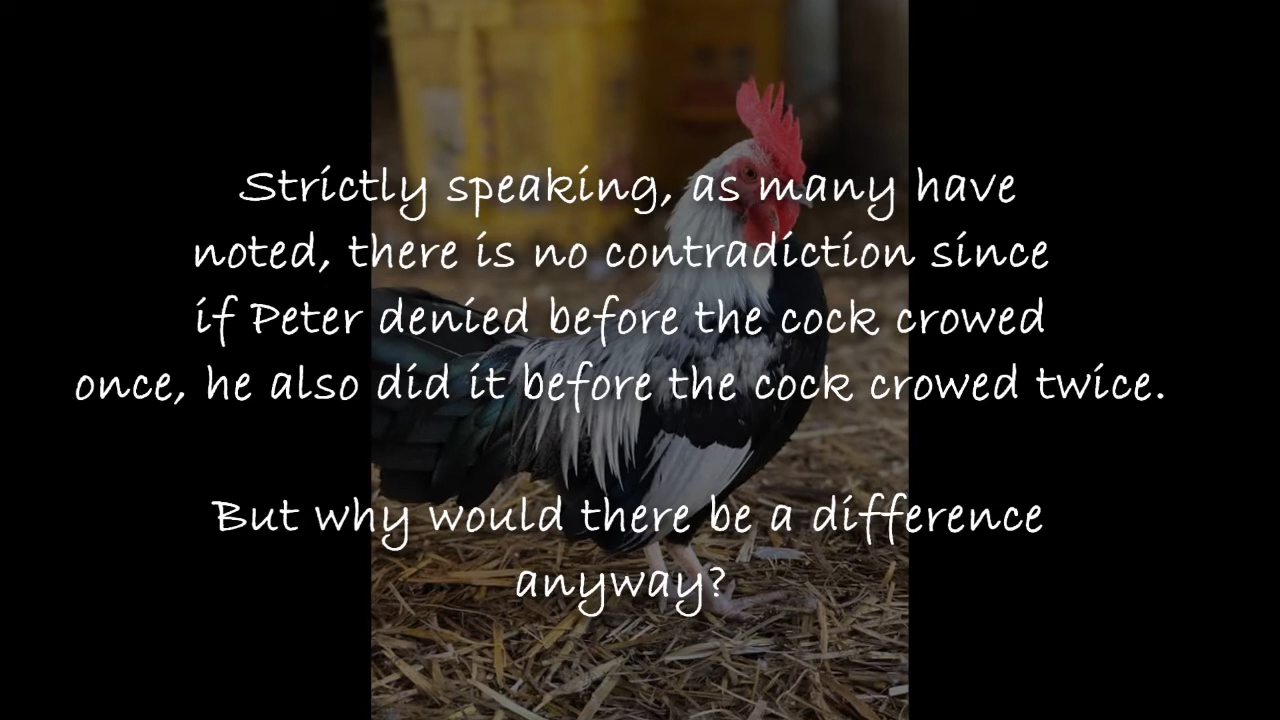 Strictly speaking, as many have
noted, there is no contradiction since
if Peter denied before the cock crowed
once, he also did it before the cock crowed twice.
But why would there be a difference
anyway?